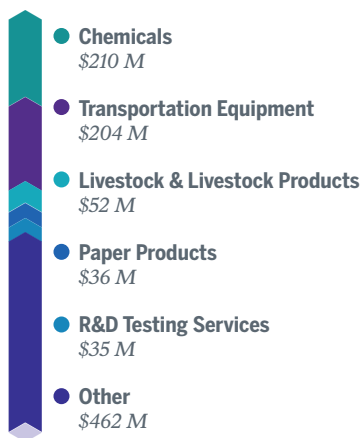 Chemicals
$210 M
Transportation Equipment
$204 M
Livestock & Livestock Products
$52 M
Paper Products
$36 M
R&D Testing Services
$35 M
Other
$462 M